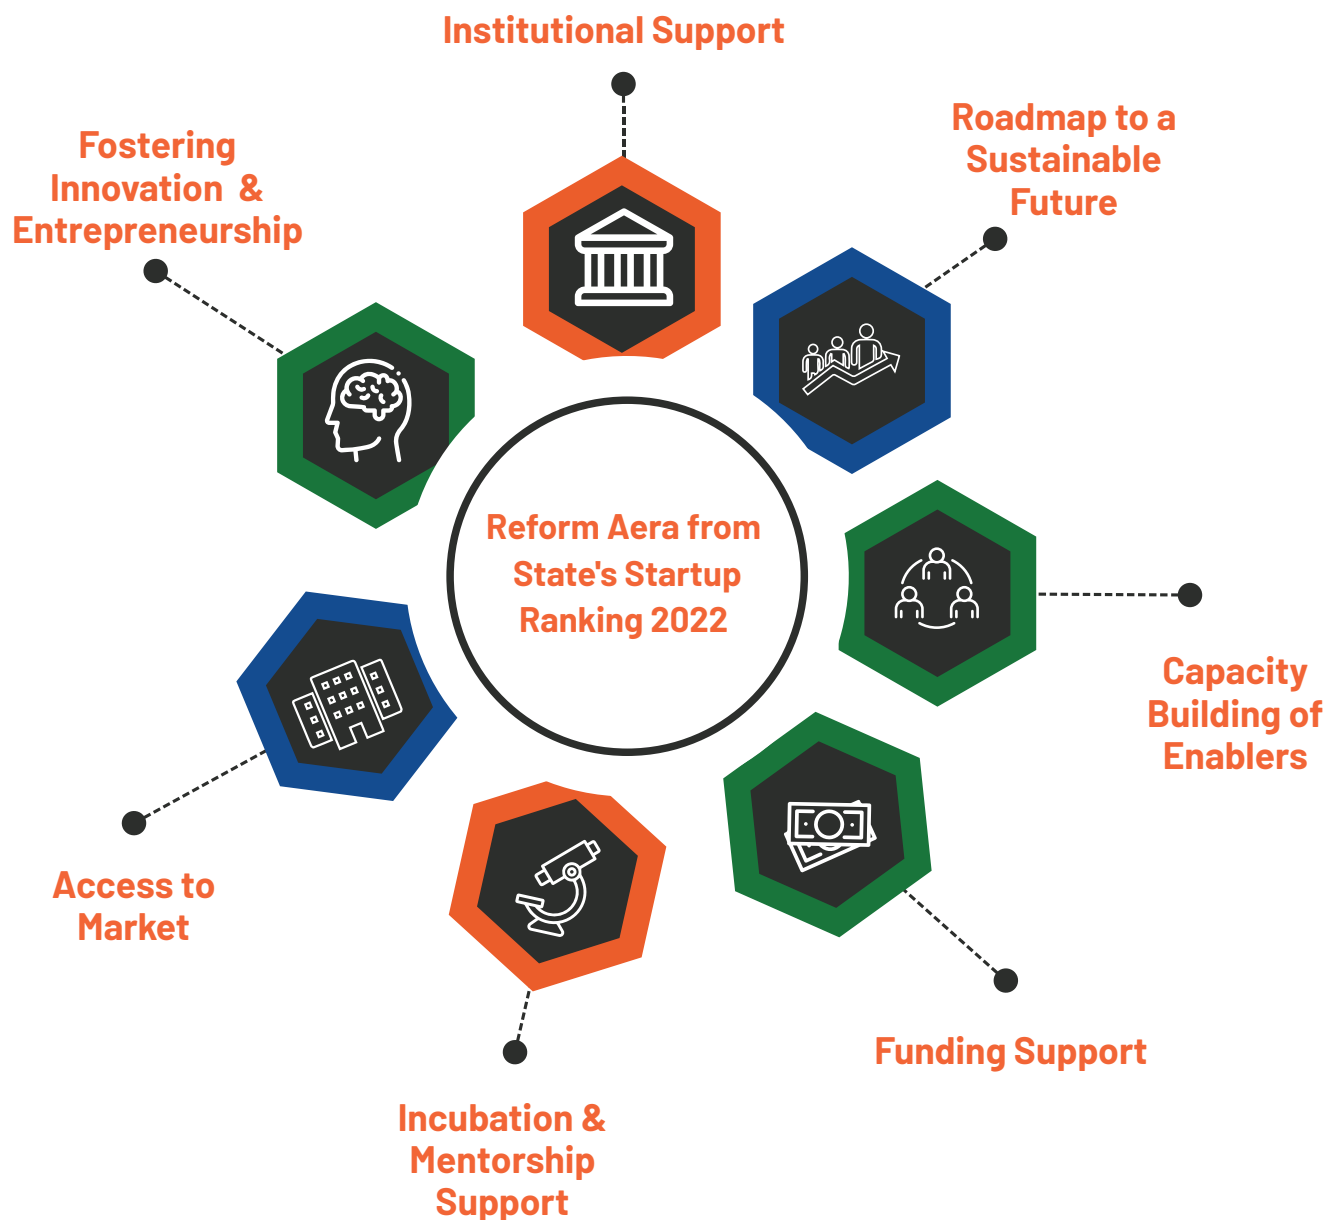 Institutional Support
Roadmap to a
Sustainable
Future
Fostering
Innovation &
Entrepreneurship
Reform Aera from
State's Startup
Ranking 2022
Capacity
Building of
Enablers
Access to
Market
Funding Support
Incubation &
Mentorship
Support